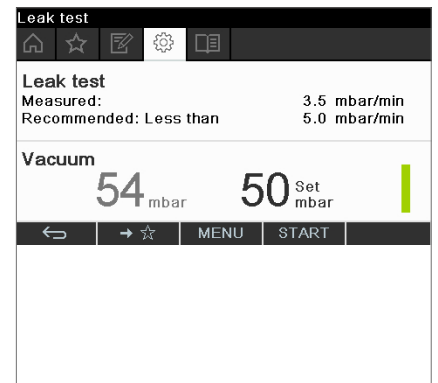 Leak test
Leak test
Measured: 3.5 mbar/min
Recommended: Less than 5.0 mbar/min
Vacuum
54 mbar 50 Set mbar
MENU START